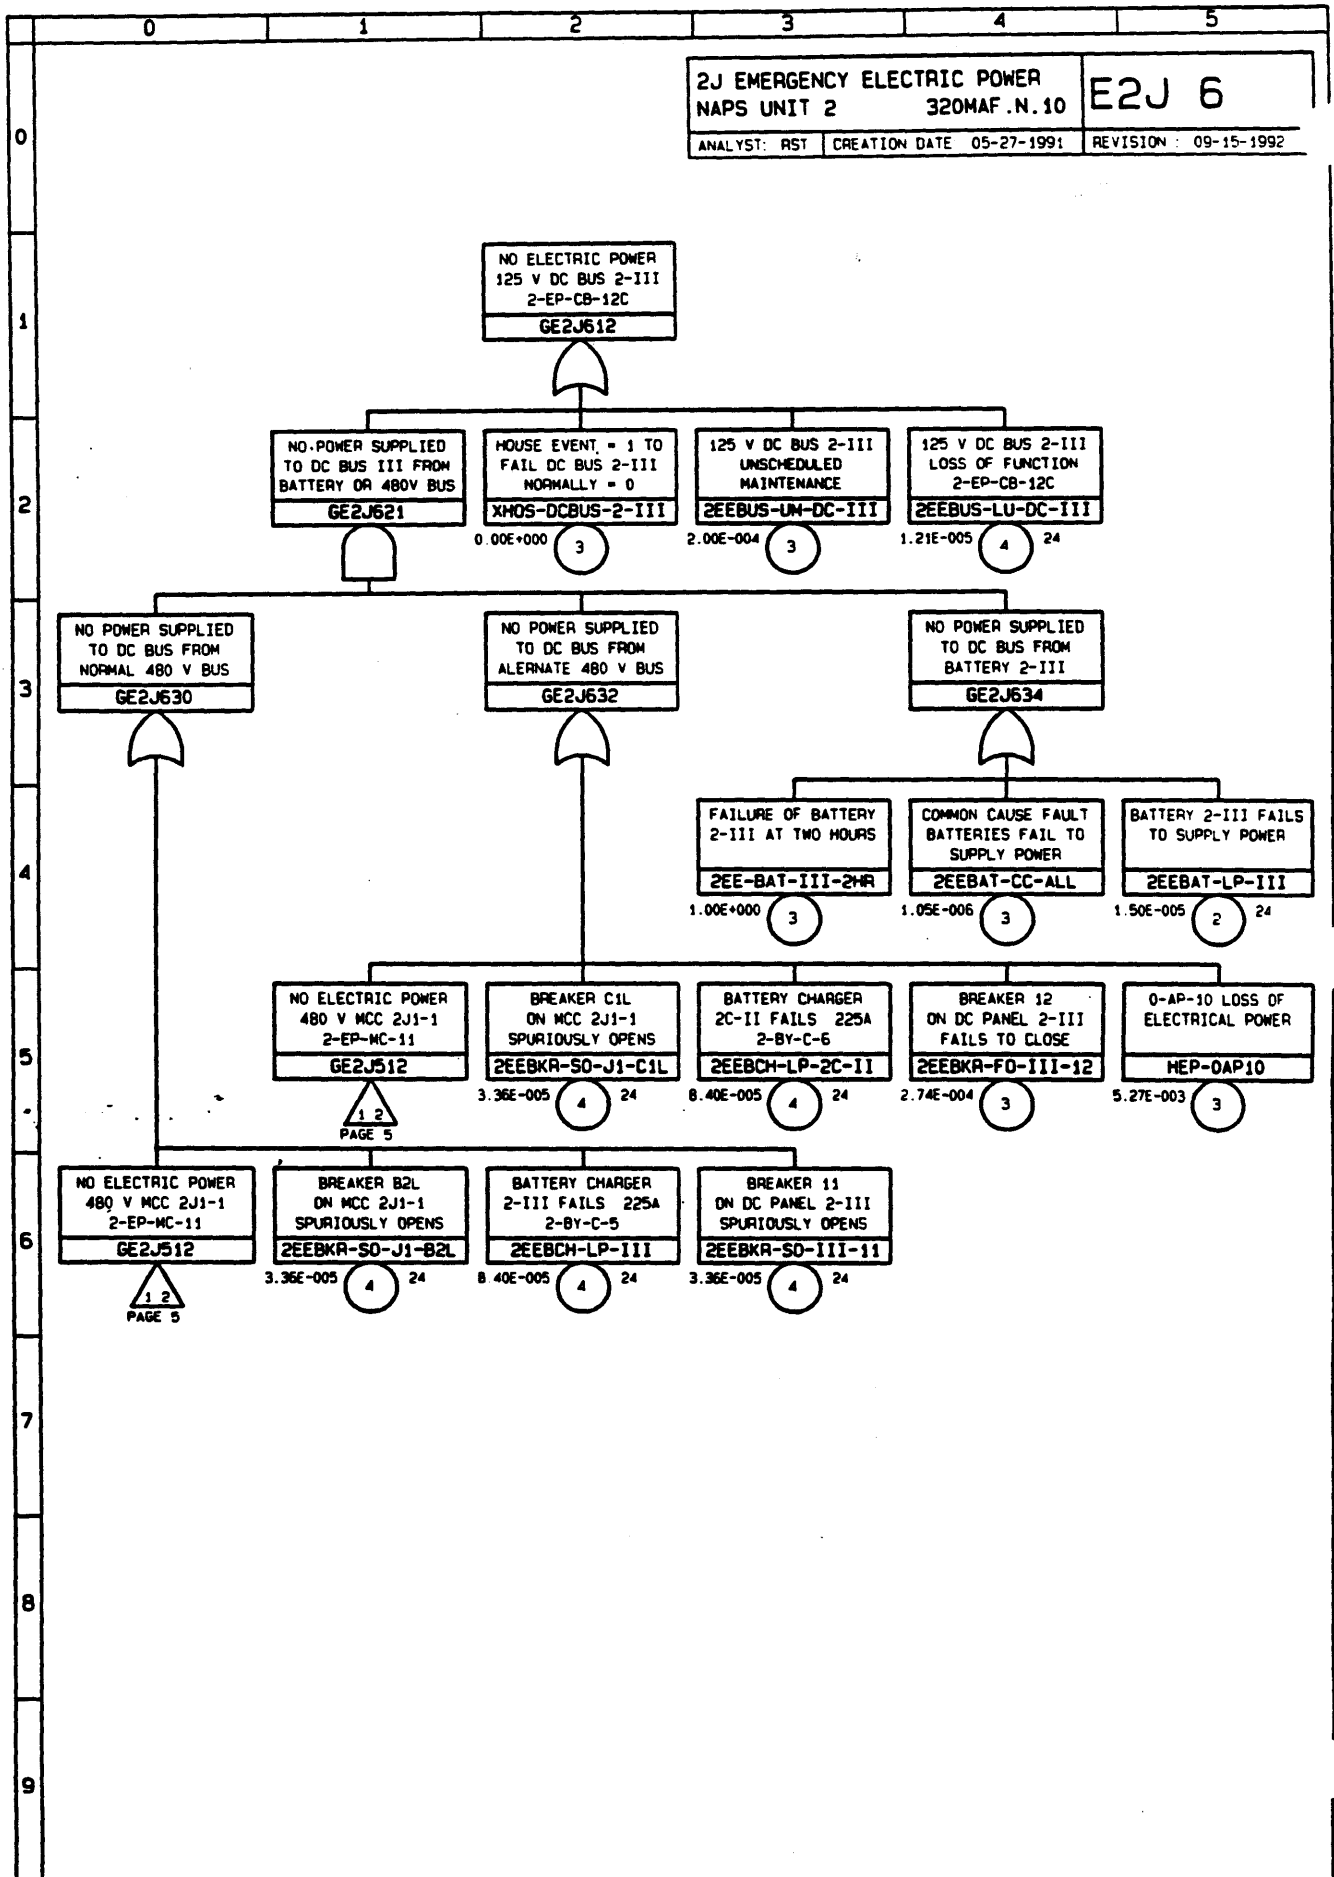 0 1 2 3 4 5
2J EMERGENCY ELECTRIC POWER
NAPS UNIT 2 320MAF.N.10
E2J 6
ANALYST: RST CREATION DATE 05-27-1991 REVISION : 09-15-1992
0
1
2
3
4
5
6
7
8
9
NO ELECTRIC POWER
125 V DC BUS 2-III
2-EP-CB-12C
GE2J612
NO POWER SUPPLIED
TO DC BUS III FROM
BATTERY OR 480V BUS
GE2J621
HOUSE EVENT = 1 TO
FAIL DC BUS 2-III
NORMALLY = 0
XHOS-DCBUS-2-III
0.00E+000 3
125 V DC BUS 2-III
UNSCHEDULED
MAINTENANCE
2EEBUS-UM-DC-III
2.00E-004 3
125 V DC BUS 2-III
LOSS OF FUNCTION
2-EP-CB-12C
2EEBUS-LU-DC-III
1.21E-005 4 24
NO POWER SUPPLIED
TO DC BUS FROM
NORMAL 480 V BUS
GE2J630
NO POWER SUPPLIED
TO DC BUS FROM
ALERNATE 480 V BUS
GE2J632
NO POWER SUPPLIED
TO DC BUS FROM
BATTERY 2-III
GE2J634
FAILURE OF BATTERY
2-III AT TWO HOURS
2EE-BAT-III-2HR
1.00E+000 3
COMMON CAUSE FAULT
BATTERIES FAIL TO
SUPPLY POWER
2EEBAT-CC-ALL
1.05E-006 3
BATTERY 2-III FAILS
TO SUPPLY POWER
2EEBAT-LP-III
1.50E-005 2 24
NO ELECTRIC POWER
480 V MCC 2J1-1
2-EP-MC-11
GE2J512
1 2
PAGE 5
BREAKER C1L
ON MCC 2J1-1
SPURIOUSLY OPENS
2EEBKR-SO-J1-C1L
3.36E-005 4 24
BATTERY CHARGER
2C-II FAILS 225A
2-BY-C-6
2EEBCH-LP-2C-II
8.40E-005 4 24
BREAKER 12
ON DC PANEL 2-III
FAILS TO CLOSE
2EEBKR-FO-III-12
2.74E-004 3
0-AP-10 LOSS OF
ELECTRICAL POWER
HEP-0AP10
5.27E-003 3
NO ELECTRIC POWER
480 V MCC 2J1-1
2-EP-MC-11
GE2J512
1 2
PAGE 5
BREAKER B2L
ON MCC 2J1-1
SPURIOUSLY OPENS
2EEBKR-SO-J1-B2L
3.36E-005 4 24
BATTERY CHARGER
2-III FAILS 225A
2-BY-C-5
2EEBCH-LP-III
8.40E-005 4 24
BREAKER 11
ON DC PANEL 2-III
SPURIOUSLY OPENS
2EEBKR-SO-III-11
3.36E-005 4 24